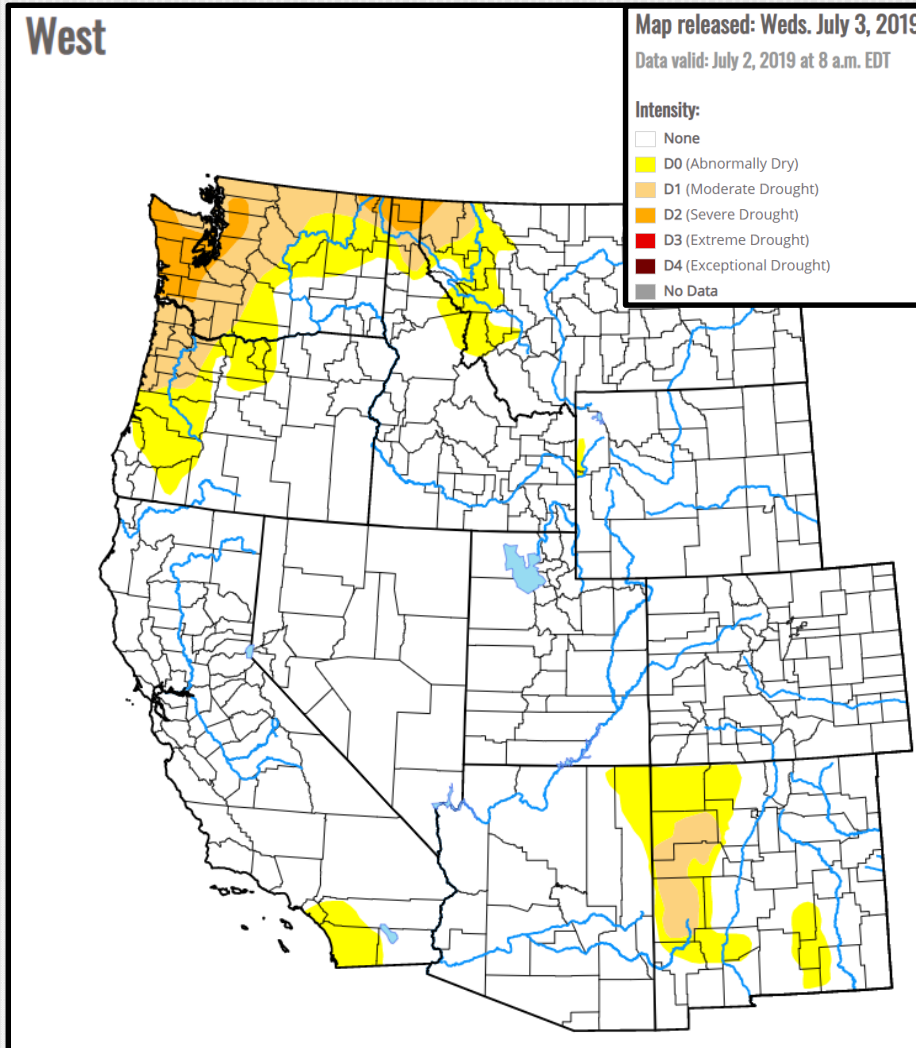 West
Map released: Weds. July 3, 2019
Data valid: July 2, 2019 at 8 a.m. EDT
Intensity:
None
D0 (Abnormally Dry)
D1 (Moderate Drought)
D2 (Severe Drought)
D3 (Extreme Drought)
D4 (Exceptional Drought)
No Data